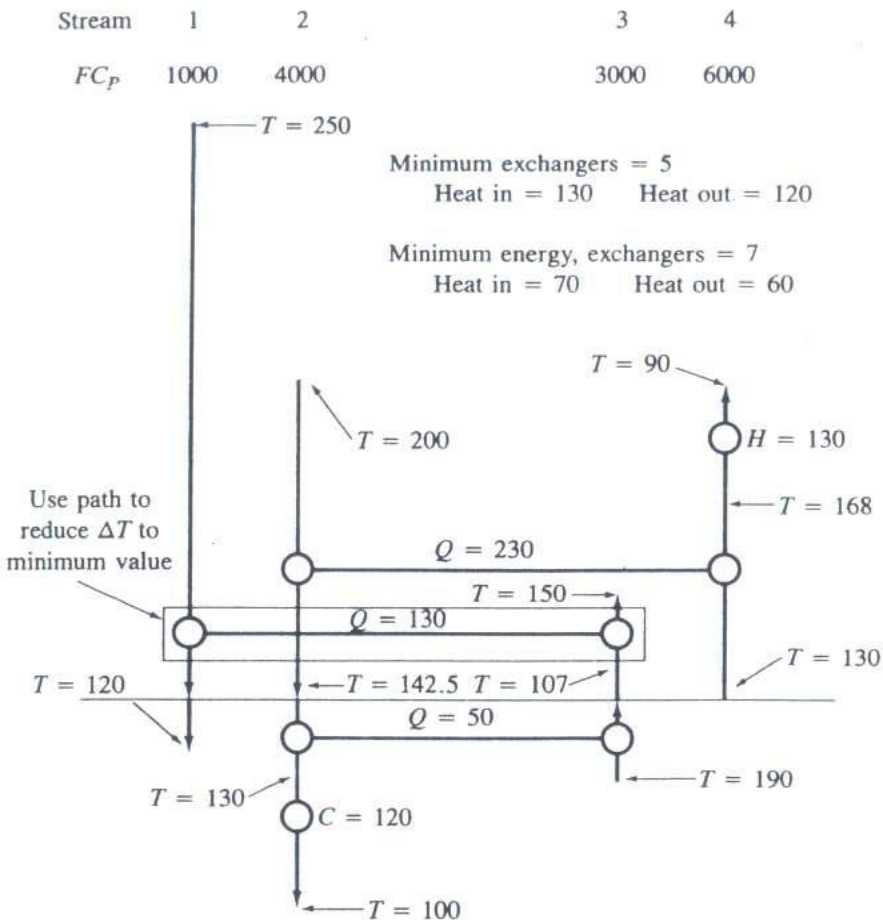 Stream 1 2 3 4
FC_P 1000 4000 3000 6000
T = 250
Minimum exchangers = 5
Heat in = 130 Heat out = 120
Minimum energy, exchangers = 7
Heat in = 70 Heat out = 60
T = 90
T = 200
H = 130
Use path to
reduce ΔT to
minimum value
T = 168
Q = 230
T = 150
Q = 130
T = 120
T = 142.5 T = 107
T = 130
Q = 50
T = 130
T = 190
C = 120
T = 100